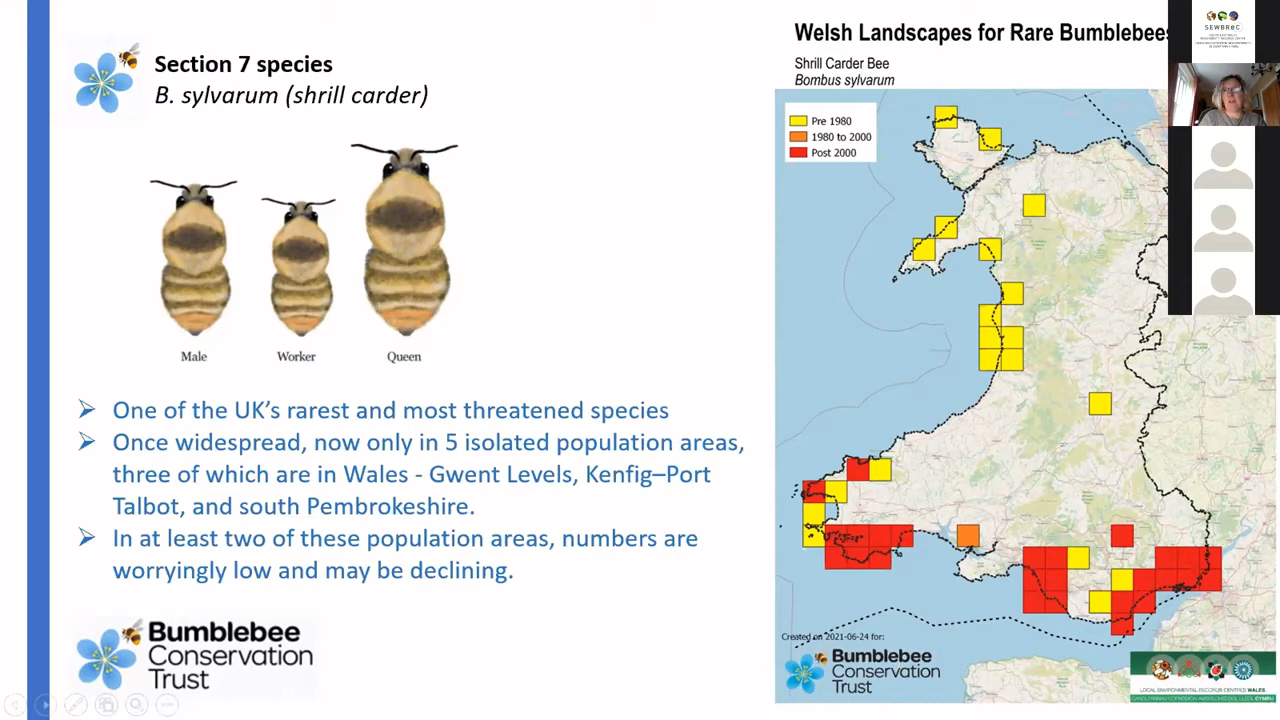 Section 7 species
B. sylvarum (shrill carder)
Male
Worker
Queen
One of the UK's rarest and most threatened species
Once widespread, now only in 5 isolated population areas,
three of which are in Wales - Gwent Levels, Kenfig–Port
Talbot, and south Pembrokeshire.
In at least two of these population areas, numbers are
worryingly low and may be declining.
Bumblebee
Conservation
Trust
Welsh Landscapes for Rare Bumblebees
Shrill Carder Bee
Bombus sylvarum
Pre 1980
1980 to 2000
Post 2000
Created on 2021-06-24 for:
Bumblebee
Conservation
Trust
LOCAL ENVIRONMENTAL RECORDS CENTRES WALES
SEWBReC